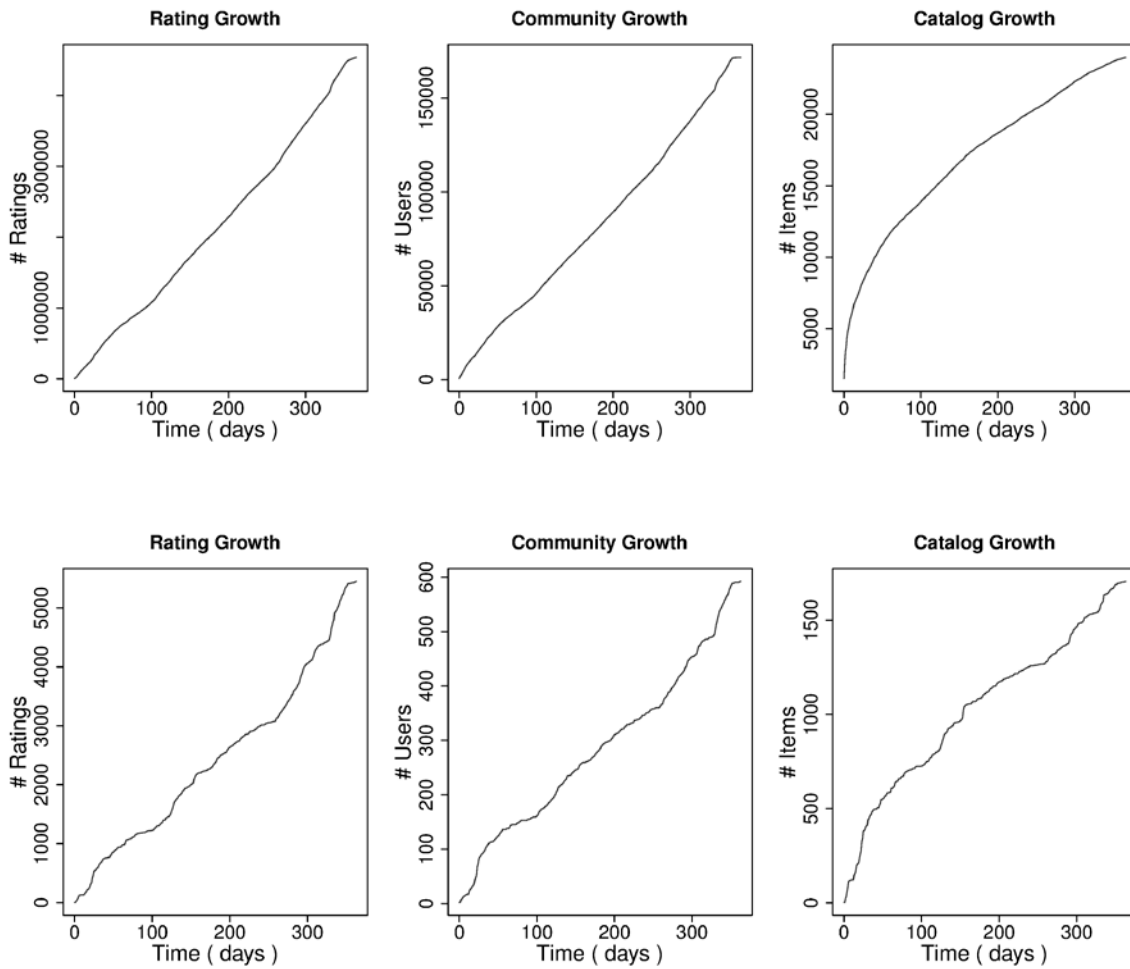 Rating Growth
# Ratings
3000000
1000000
0
0 100 200 300
Time ( days )
Community Growth
# Users
150000
100000
50000
0
0 100 200 300
Time ( days )
Catalog Growth
# Items
20000
15000
10000
5000
0 100 200 300
Time ( days )
Rating Growth
# Ratings
5000
4000
3000
2000
1000
0
0 100 200 300
Time ( days )
Community Growth
# Users
600
500
400
300
200
100
0
0 100 200 300
Time ( days )
Catalog Growth
# Items
1500
1000
500
0
0 100 200 300
Time ( days )